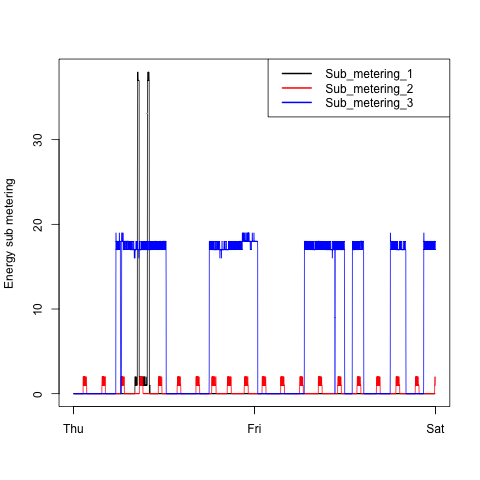 Sub_metering_1
Sub_metering_2
Sub_metering_3
Energy sub metering
30
20
10
0
Thu Fri Sat